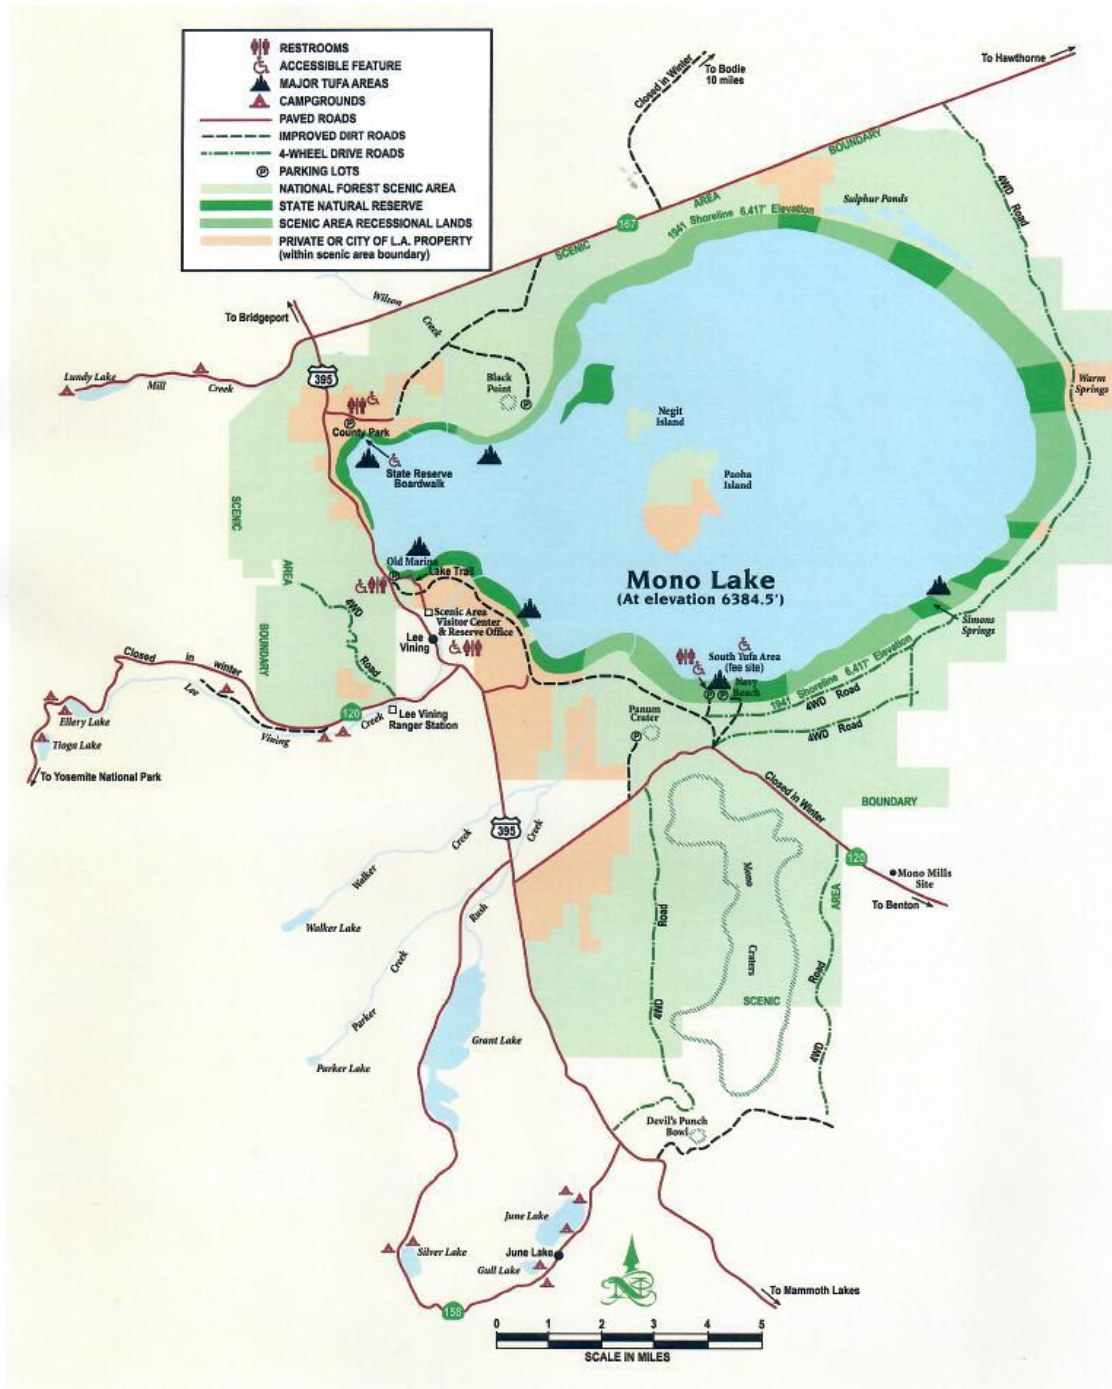 RESTROOMS
ACCESSIBLE FEATURE
MAJOR TUFA AREAS
CAMPGROUNDS
PAVED ROADS
IMPROVED DIRT ROADS
4-WHEEL DRIVE ROADS
P PARKING LOTS
NATIONAL FOREST SCENIC AREA
STATE NATURAL RESERVE
SCENIC AREA RECESSIONAL LANDS
PRIVATE OR CITY OF L.A. PROPERTY
(within scenic area boundary)
Closed in Winter
To Bodie
10 miles
To Hawthorne
BOUNDARY
AREA
SCENIC
167
1941 Shoreline 6,417' Elevation
Sulphur Ponds
4WD Road
Wilson
Creek
To Bridgeport
395
Lundy Lake
Mill
Creek
Black
Point
P
Warm
Springs
Negit
Island
P
County Park
State Reserve
Boardwalk
Paoha
Island
SCENIC
AREA
BOUNDARY
Old Marina
P
Lake Trail
Mono Lake
(At elevation 6384.5')
4WD
Road
Scenic Area
Visitor Center
& Reserve Office
Lee
Vining
Simons
Springs
South Tufa Area
(fee site)
P P
Navy
Beach
1941 Shoreline 6,417' Elevation
4WD Road
4WD Road
Closed in winter
Lee
Vining
Creek
120
Lee Vining
Ranger Station
Ellery Lake
Tioga Lake
To Yosemite National Park
Panum
Crater
P
Closed in Winter
BOUNDARY
120
Mono Mills
Site
To Benton
AREA
395
Creek
Creek
Walker
Walker Lake
Rush
Creek
Parker
Parker Lake
Grant Lake
Mono
Craters
Road
4WD
SCENIC
Road
4WD
Devil's Punch
Bowl
June Lake
June Lake
Silver Lake
Gull Lake
158
To Mammoth Lakes
N
0 1 2 3 4 5
SCALE IN MILES